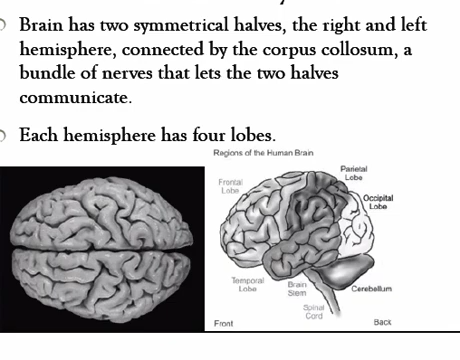 Brain has two symmetrical halves, the right and left
hemisphere, connected by the corpus collosum, a
bundle of nerves that lets the two halves
communicate.
Each hemisphere has four lobes.
Regions of the Human Brain
Parietal
Lobe
Frontal
Lobe
Occipital
Lobe
Temporal
Lobe
Brain
Stem
Cerebellum
Spinal
Cord
Front
Back